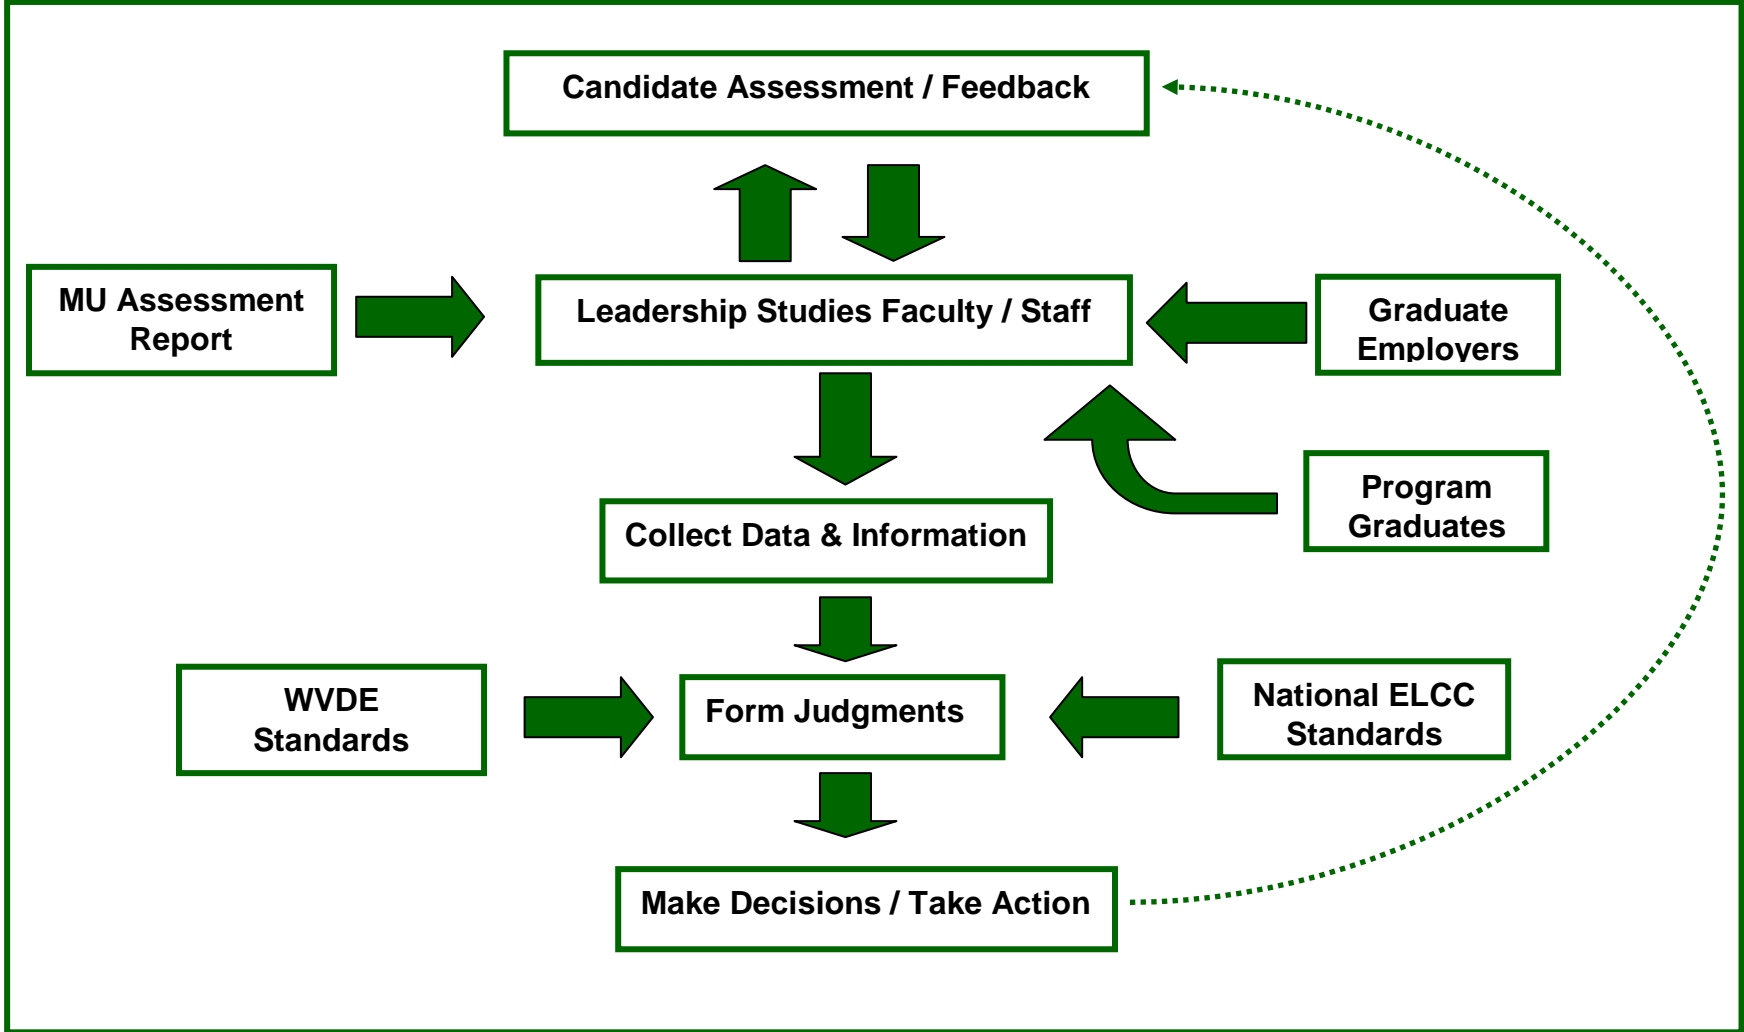 Candidate Assessment / Feedback
MU Assessment
Report
Leadership Studies Faculty / Staff
Graduate
Employers
Program
Graduates
Collect Data & Information
WVDE
Standards
Form Judgments
National ELCC
Standards
Make Decisions / Take Action